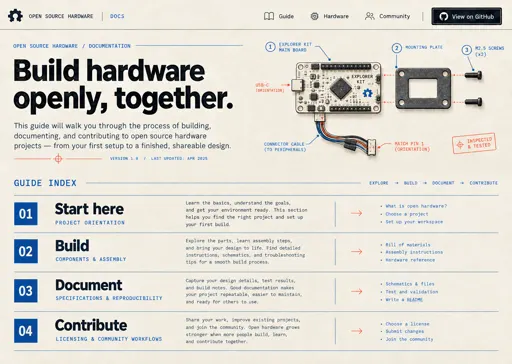 OPEN SOURCE HARDWARE
DOCS
Guide
Hardware
Community
View on GitHub
OPEN SOURCE HARDWARE / DOCUMENTATION
Build hardware
openly, together.
This guide will walk you through the process of building,
documenting, and contributing to open source hardware
projects — from your first setup to a finished, shareable design.
VERSION 1.0 / LAST UPDATED: APR 2025
1
EXPLORER KIT
MAIN BOARD
2
MOUNTING PLATE
3
M2.5 SCREWS
(x2)
USB-C
(ORIENTATION)
EXPLORER
KIT
CONNECTOR CABLE
(TO PERIPHERALS)
MATCH PIN 1
(ORIENTATION)
INSPECTED
& TESTED
GUIDE INDEX
EXPLORE → BUILD → DOCUMENT → CONTRIBUTE
01
Start here
PROJECT ORIENTATION
Learn the basics, understand the goals,
and get your environment ready. This section
helps you find the right project and set up
your first build.
→
• What is open hardware?
• Choose a project
• Set up your workspace
02
Build
COMPONENTS & ASSEMBLY
Explore the parts, learn assembly steps,
and bring your design to life. Find detailed
instructions, schematics, and troubleshooting
tips for a smooth build process.
→
• Bill of materials
• Assembly instructions
• Hardware reference
03
Document
SPECIFICATIONS & REPRODUCIBILITY
Capture your design details, test results,
and build notes. Good documentation makes
your project repeatable, easier to maintain,
and ready for others to use.
→
• Schematics & files
• Test and validation
• Write a README
04
Contribute
LICENSING & COMMUNITY WORKFLOWS
Share your work, improve existing projects,
and join the community. Open hardware grows
stronger when more people build, learn,
and contribute together.
→
• Choose a license
• Submit changes
• Join the community